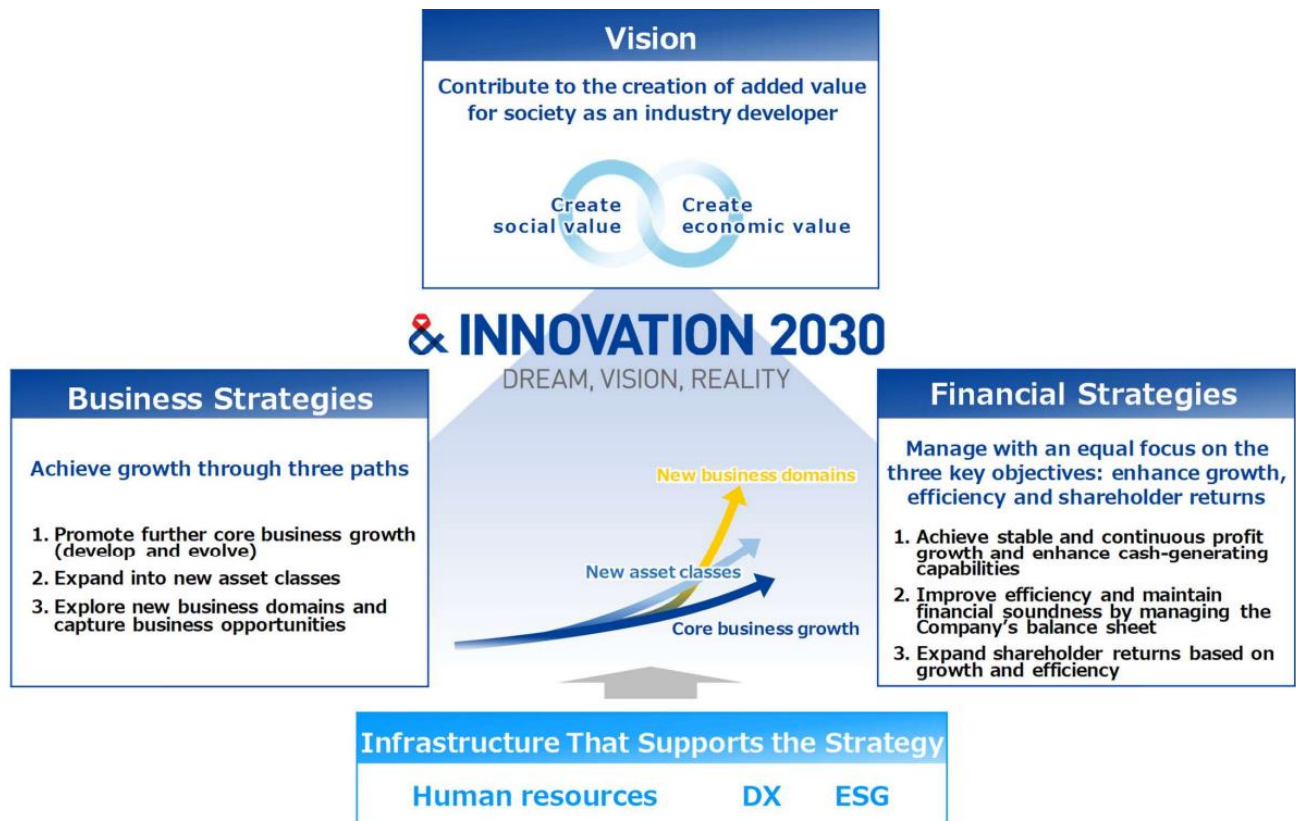 Vision
Contribute to the creation of added value
for society as an industry developer
Create
social value
Create
economic value
& INNOVATION 2030
DREAM, VISION, REALITY
Business Strategies
Achieve growth through three paths
1. Promote further core business growth
(develop and evolve)
2. Expand into new asset classes
3. Explore new business domains and
capture business opportunities
New business domains
New asset classes
Core business growth
Financial Strategies
Manage with an equal focus on the
three key objectives: enhance growth,
efficiency and shareholder returns
1. Achieve stable and continuous profit
growth and enhance cash-generating
capabilities
2. Improve efficiency and maintain
financial soundness by managing the
Company's balance sheet
3. Expand shareholder returns based on
growth and efficiency
Infrastructure That Supports the Strategy
Human resources DX ESG